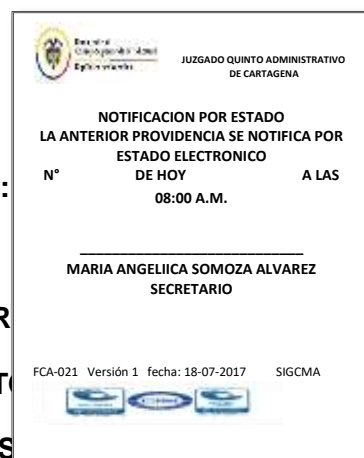 JUZGADO QUINTO ADMINISTRATIVO
DE CARTAGENA
NOTIFICACION POR ESTADO
LA ANTERIOR PROVIDENCIA SE NOTIFICA POR
ESTADO ELECTRONICO
N° DE HOY A LAS
08:00 A.M.
MARIA ANGELIICA SOMOZA ALVAREZ
SECRETARIO
FCA-021 Versión 1 fecha: 18-07-2017 SIGCMA
:
R
S